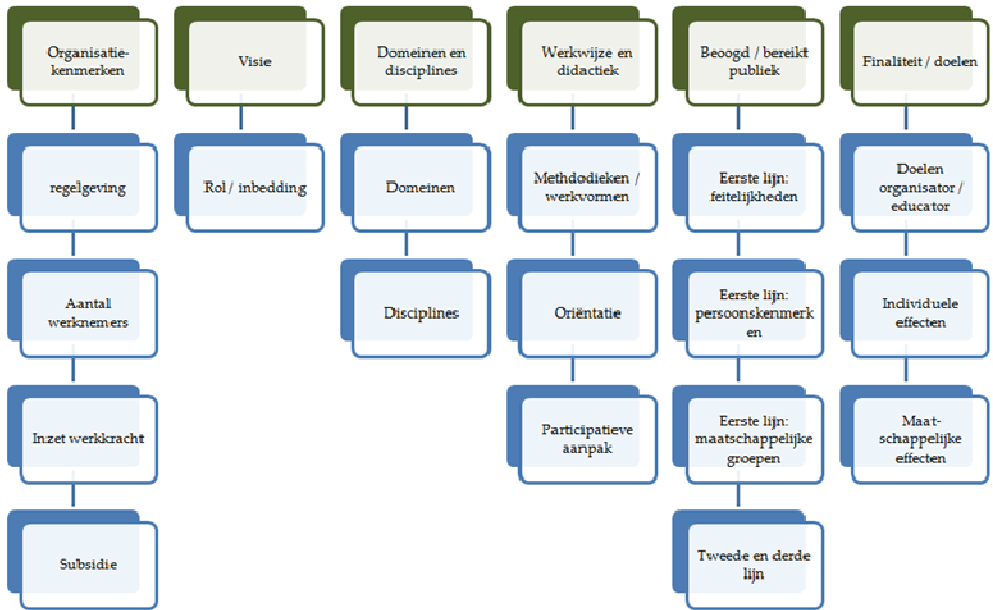 Organisatie-
kenmerken
Visie
Domeinen en
disciplines
Werkwijze en
didactiek
Beoogd / bereikt
publiek
Finaliteit / doelen
regelgeving
Rol / inbedding
Domeinen
Methdodieken /
werkvormen
Eerste lijn:
feitelijkheden
Doelen
organisator /
educator
Aantal
werknemers
Disciplines
Oriëntatie
Eerste lijn:
persoonskenmerk
en
Individuele
effecten
Inzet werkkracht
Participatieve
aanpak
Eerste lijn:
maatschappelijke
groepen
Maat-
schappelijke
effecten
Subsidie
Tweede en derde
lijn